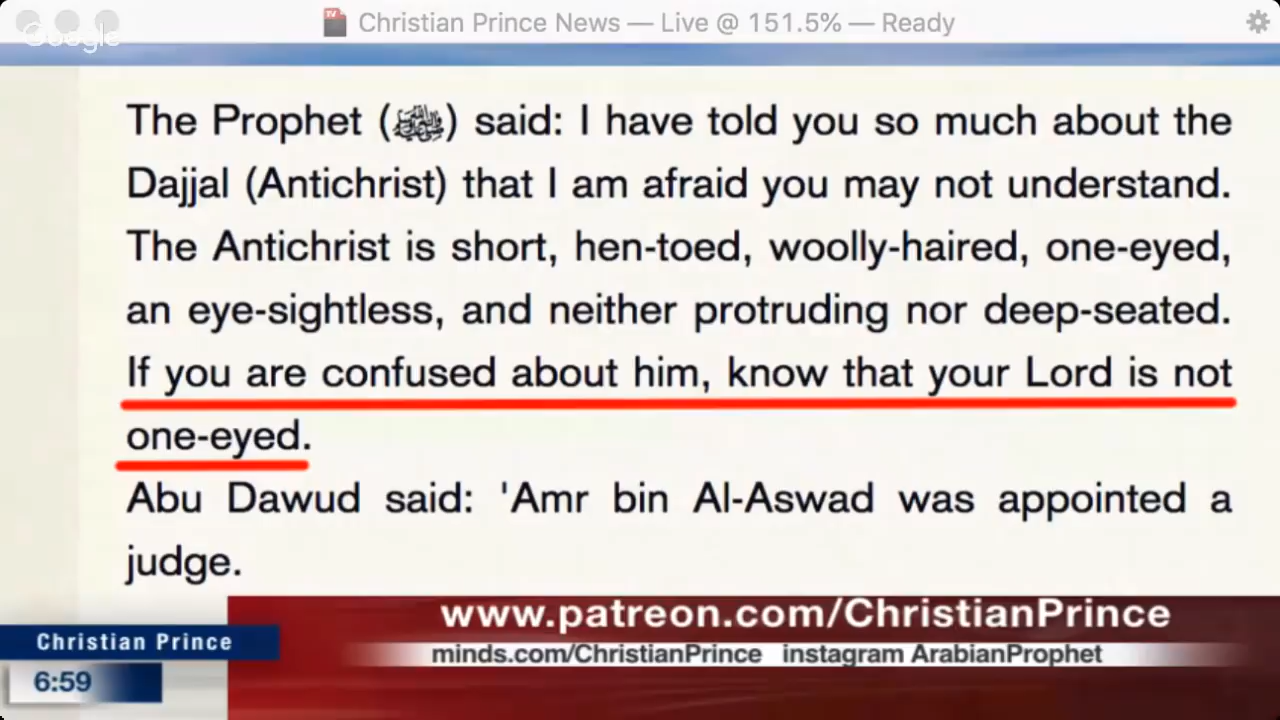 Christian Prince News — Live @ 151.5% — Ready
Google
The Prophet (ﷺ) said: I have told you so much about the
Dajjal (Antichrist) that I am afraid you may not understand.
The Antichrist is short, hen-toed, woolly-haired, one-eyed,
an eye-sightless, and neither protruding nor deep-seated.
If you are confused about him, know that your Lord is not
one-eyed.
Abu Dawud said: 'Amr bin Al-Aswad was appointed a
judge.
www.patreon.com/ChristianPrince
Christian Prince
minds.com/ChristianPrince instagram ArabianProphet
6:59